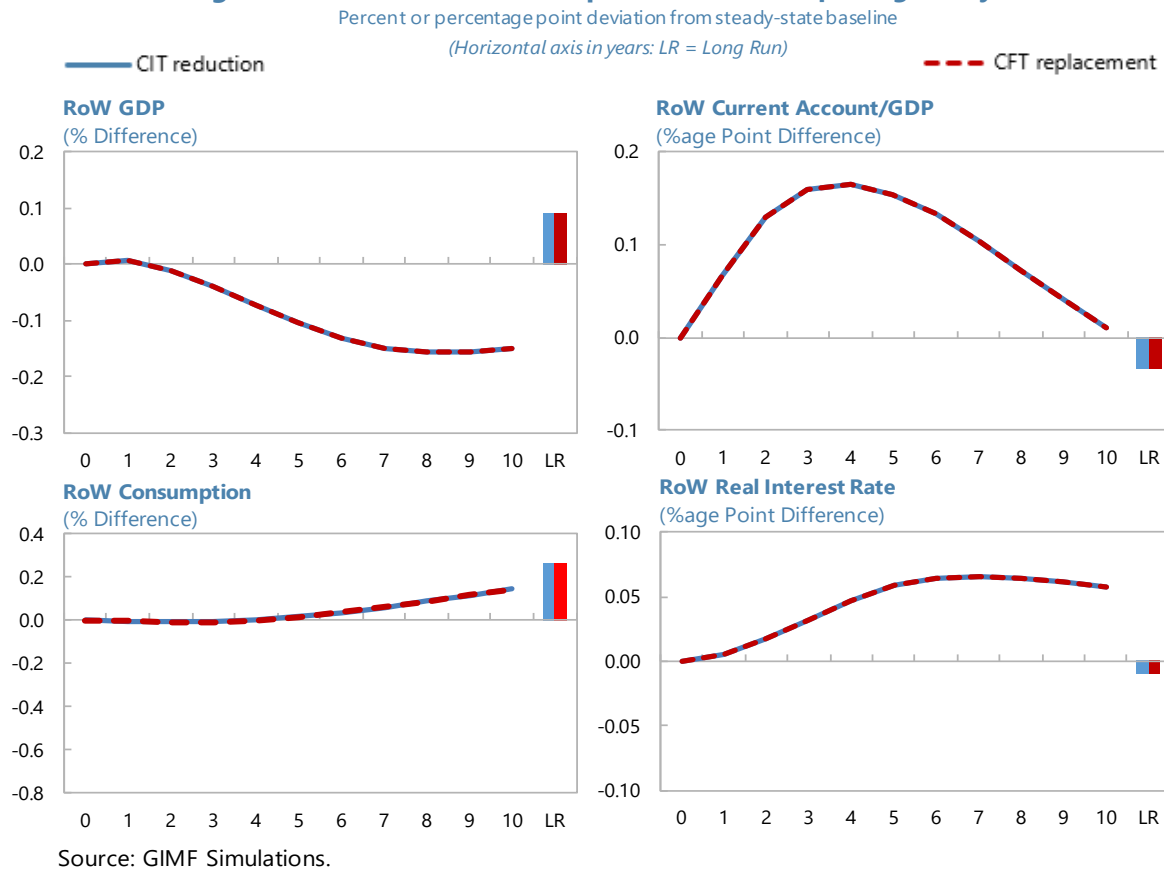 Percent or percentage point deviation from steady-state baseline
(Horizontal axis in years: LR = Long Run)
CIT reduction
CFT replacement
RoW GDP
(% Difference)
0.2
0.1
0.0
-0.1
-0.2
-0.3
0 1 2 3 4 5 6 7 8 9 10 LR
RoW Current Account/GDP
(%age Point Difference)
0.2
0.1
0.0
-0.1
0 1 2 3 4 5 6 7 8 9 10 LR
RoW Consumption
(% Difference)
0.4
0.2
0.0
-0.2
-0.4
-0.6
-0.8
0 1 2 3 4 5 6 7 8 9 10 LR
RoW Real Interest Rate
(%age Point Difference)
0.10
0.05
0.00
-0.05
-0.10
0 1 2 3 4 5 6 7 8 9 10 LR
Source: GIMF Simulations.